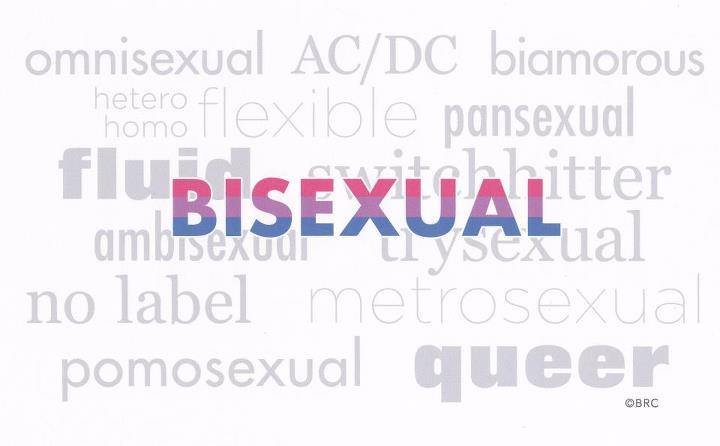 omnisexual AC/DC biamorous
hetero
homo flexible pansexual
fluid switchhitter
BISEXUAL
ambisexual trysexual
no label metrosexual
pomosexual queer
©BRC